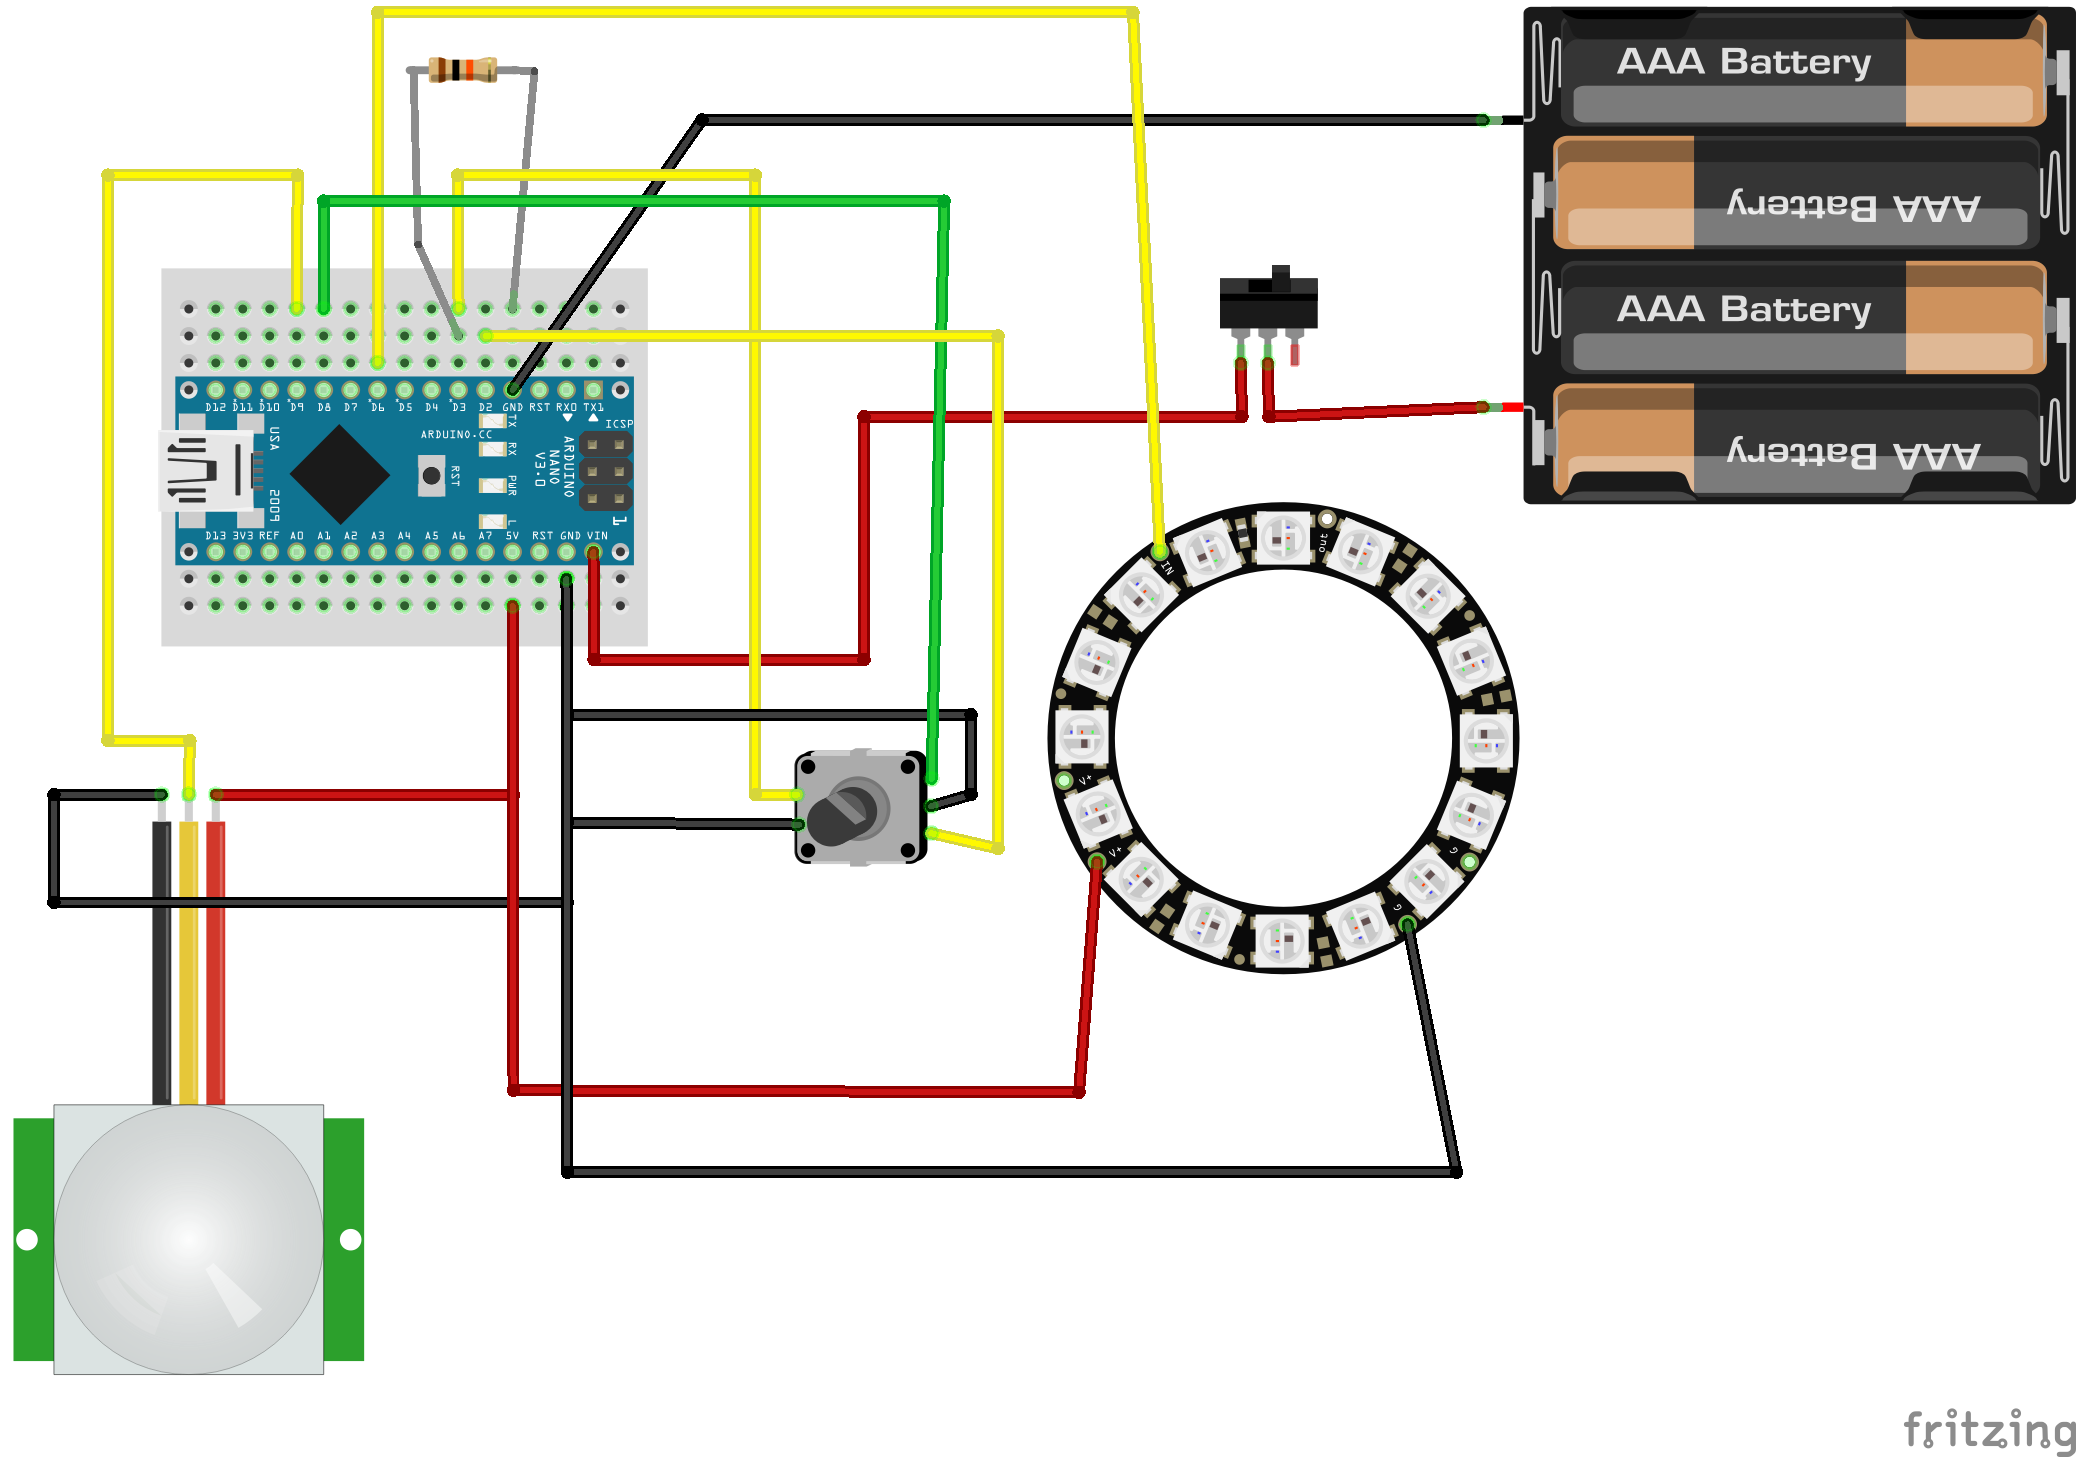 AAA Battery
AAA Battery
AAA Battery
AAA Battery
D12 D11 D10 D9 D8 D7 D6 D5 D4 D3 D2 GND RST RX0 TX1
TX
RX
PWR
L
ARDUINO.CC
RST
ICSP
1
ARDUINO
NANO
V3.0
USA
2009
D13 3V3 REF A0 A1 A2 A3 A4 A5 A6 A7 5V RST GND VIN
IN
out
V+
V+
G
G
fritzing